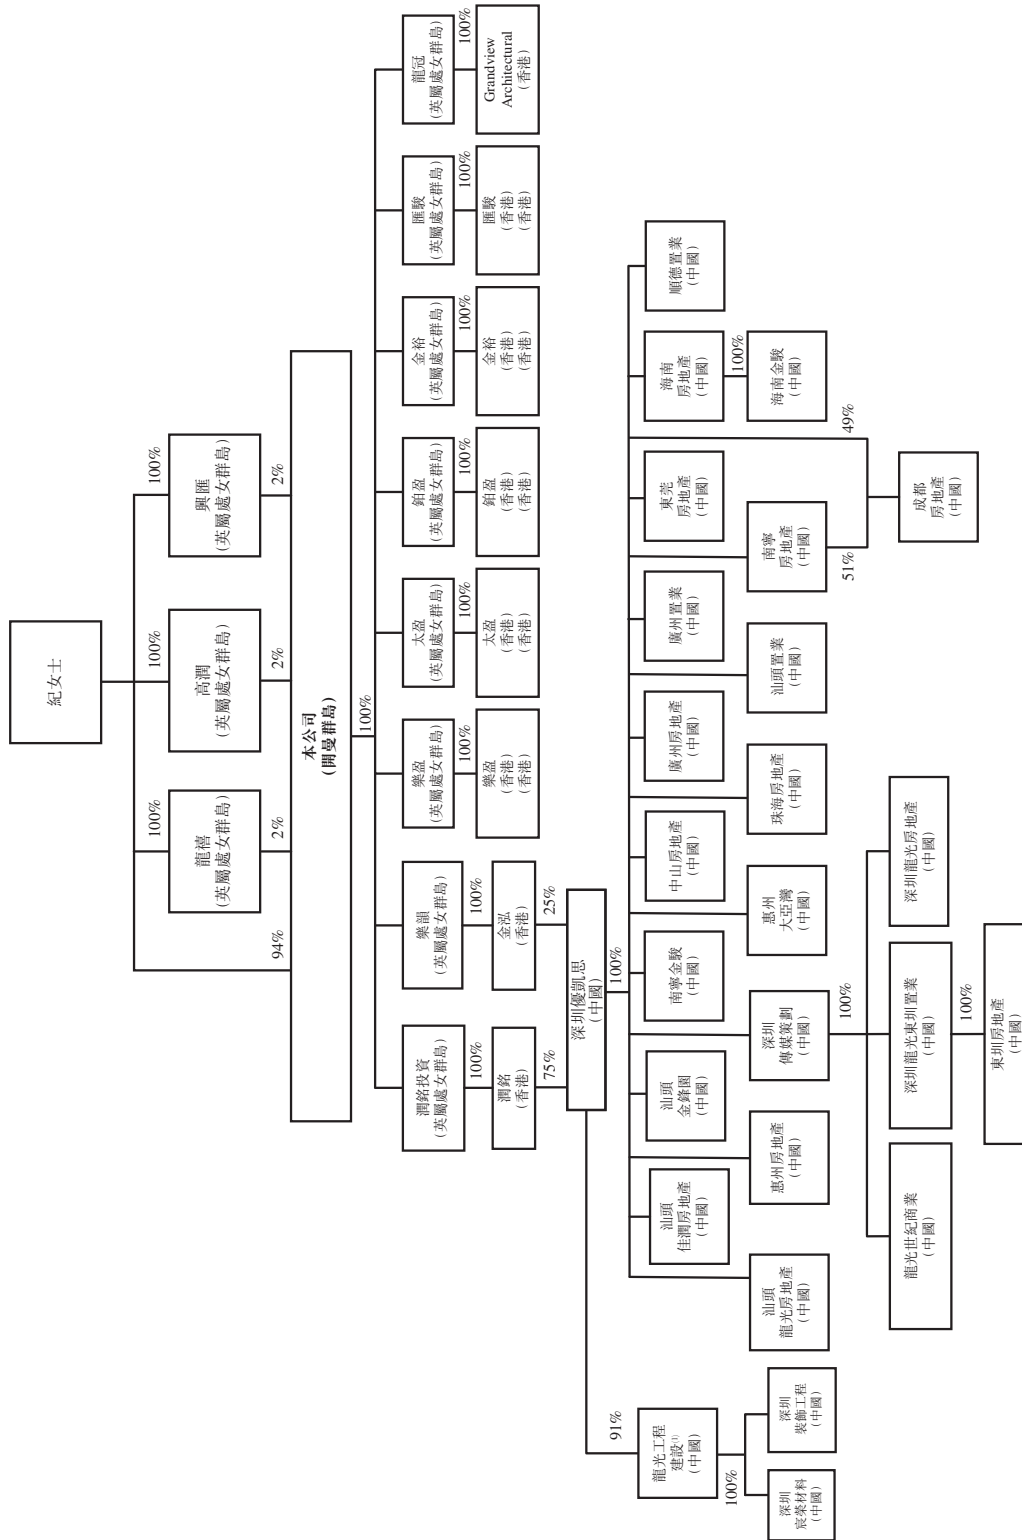 紀女士
100%
100%
100%
龍禧
(英屬處女群島)
高潤
(英屬處女群島)
興匯
(英屬處女群島)
94%
2%
2%
2%
本公司
(開曼群島)
100%
潤銘投資
(英屬處女群島)
樂韻
(英屬處女群島)
樂盈
(英屬處女群島)
太盈
(英屬處女群島)
鉑盈
(英屬處女群島)
金裕
(英屬處女群島)
匯駿
(英屬處女群島)
龍冠
(英屬處女群島)
100%
100%
100%
100%
100%
100%
100%
100%
潤銘
(香港)
金泓
(香港)
樂盈
(香港)
(香港)
太盈
(香港)
(香港)
鉑盈
(香港)
(香港)
金裕
(香港)
(香港)
匯駿
(香港)
(香港)
Grandview
Architectural
(香港)
75%
25%
深圳優凱思
(中國)
91%
100%
龍光工程
建設(1)
(中國)
汕頭
佳潤房地產
(中國)
汕頭
金鋒園
(中國)
南寧金駿
(中國)
中山房地產
(中國)
廣州房地產
(中國)
廣州置業
(中國)
東莞
房地產
(中國)
海南
房地產
(中國)
順德置業
(中國)
100%
100%
深圳
宸榮材料
(中國)
深圳
裝飾工程
(中國)
汕頭
龍光房地產
(中國)
惠州房地產
(中國)
深圳
傳媒策劃
(中國)
惠州
大亞灣
(中國)
珠海房地產
(中國)
汕頭置業
(中國)
南寧
房地產
(中國)
海南金駿
(中國)
100%
51%
49%
龍光世紀商業
(中國)
深圳龍光東圳置業
(中國)
深圳龍光房地產
(中國)
成都
房地產
(中國)
100%
東圳房地產
(中國)